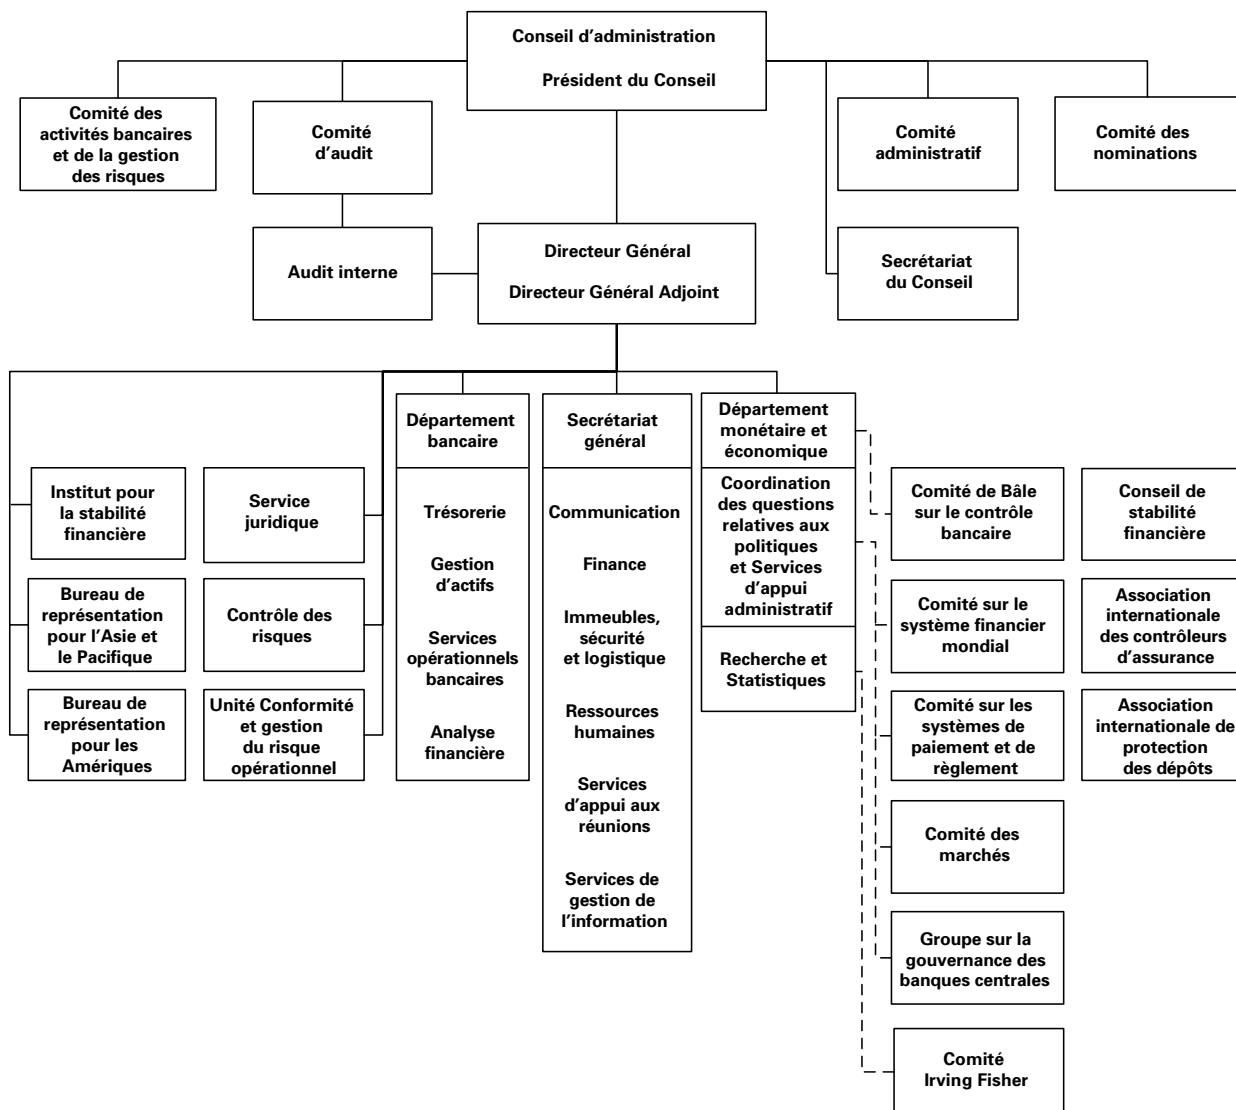 Conseil d'administration
Président du Conseil
Comité des
activités bancaires
et de la gestion
des risques
Comité
d'audit
Comité
administratif
Comité des
nominations
Audit interne
Directeur Général
Directeur Général Adjoint
Secrétariat
du Conseil
Département
bancaire
Secrétariat
général
Département
monétaire et
économique
Institut pour
la stabilité
financière
Service
juridique
Trésorerie
Gestion
d'actifs
Services
opérationnels
bancaires
Analyse
financière
Communication
Finance
Immeubles,
sécurité
et logistique
Ressources
humaines
Services
d'appui aux
réunions
Services de
gestion de
l'information
Coordination
des questions
relatives aux
politiques
et Services
d'appui
administratif
Recherche et
Statistiques
Comité de Bâle
sur le contrôle
bancaire
Conseil de
stabilité
financière
Bureau de
représentation
pour l'Asie et
le Pacifique
Contrôle des
risques
Comité sur le
système financier
mondial
Association
internationale
des contrôleurs
d'assurance
Bureau de
représentation
pour les
Amériques
Unité Conformité
et gestion
du risque
opérationnel
Comité sur les
systèmes de
paiement et de
règlement
Association
internationale de
protection
des dépôts
Comité des
marchés
Groupe sur la
gouvernance des
banques centrales
Comité
Irving Fisher